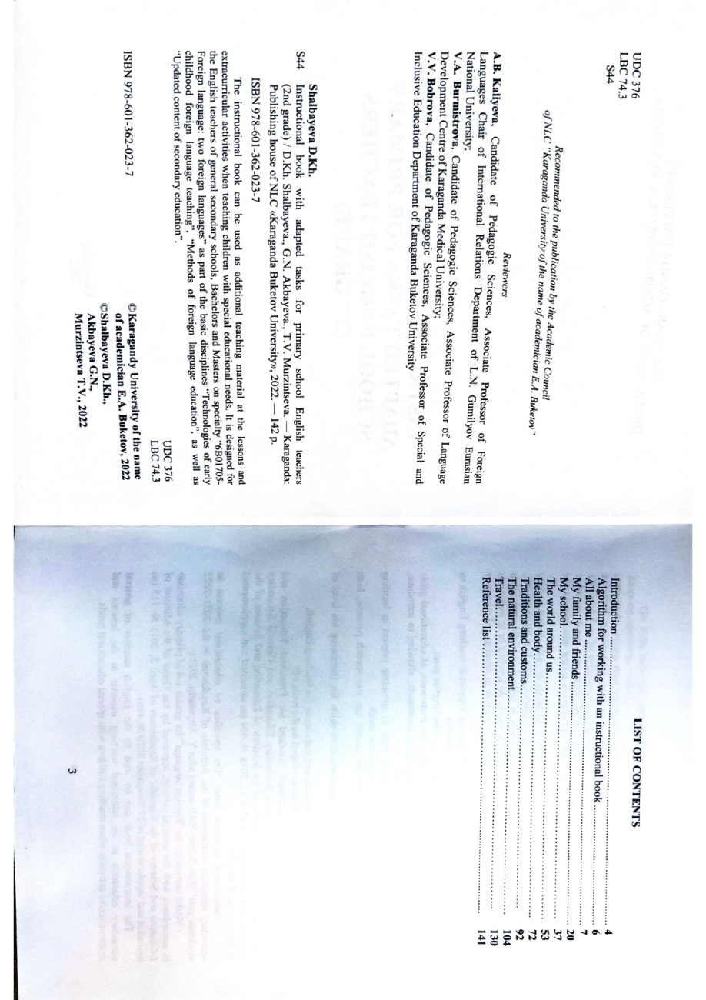 UDC 376
LBC 74.3
S44
Recommended to the publication by the Academic Council
of NLC "Karaganda University of the name of academician E.A. Buketov"
Reviewers
A.B. Kaliyeva, Candidate of Pedagogic Sciences, Associate Professor of Foreign
Languages Chair of International Relations Department of L.N. Gumilyov Eurasian
National University;
V.A. Burmistrova, Candidate of Pedagogic Sciences, Associate Professor of Language
Development Centre of Karaganda Medical University;
V.V. Bobrova, Candidate of Pedagogic Sciences, Associate Professor of Special and
Inclusive Education Department of Karaganda Buketov University
Shalbayeva D.Kh.
S44 Instructional book with adapted tasks for primary school English teachers
(2nd grade) / D.Kh. Shalbayeva., G.N. Akbayeva., T.V. Murzintseva. — Karaganda:
Publishing house of NLC «Karaganda Buketov University», 2022. — 142 p.
ISBN 978-601-362-023-7
The instructional book can be used as additional teaching material at the lessons and
extracurricular activities when teaching children with special educational needs. It is designed for
the English teachers of general secondary schools, Bachelors and Masters on specialty "6B01705-
Foreign language: two foreign languages" as part of the basic disciplines "Technologies of early
childhood foreign language teaching", "Methods of foreign language education", as well as
"Updated content of secondary education".
UDC 376
LBC 74.3
ISBN 978-601-362-023-7
©Karagandy University of the name
of academician E.A. Buketov, 2022
©Shalbayeva D.Kh.,
Akbayeva G.N.,
Murzintseva T.V., 2022
LIST OF CONTENTS
Introduction ........ 4
Algorithm for working with an instructional book ........ 6
All about me ........ 7
My family and friends ........ 20
My school ........ 37
The world around us ........ 53
Health and body ........ 72
Traditions and customs ........ 92
The natural environment ........ 104
Travel ........ 130
Reference list ........ 141
3